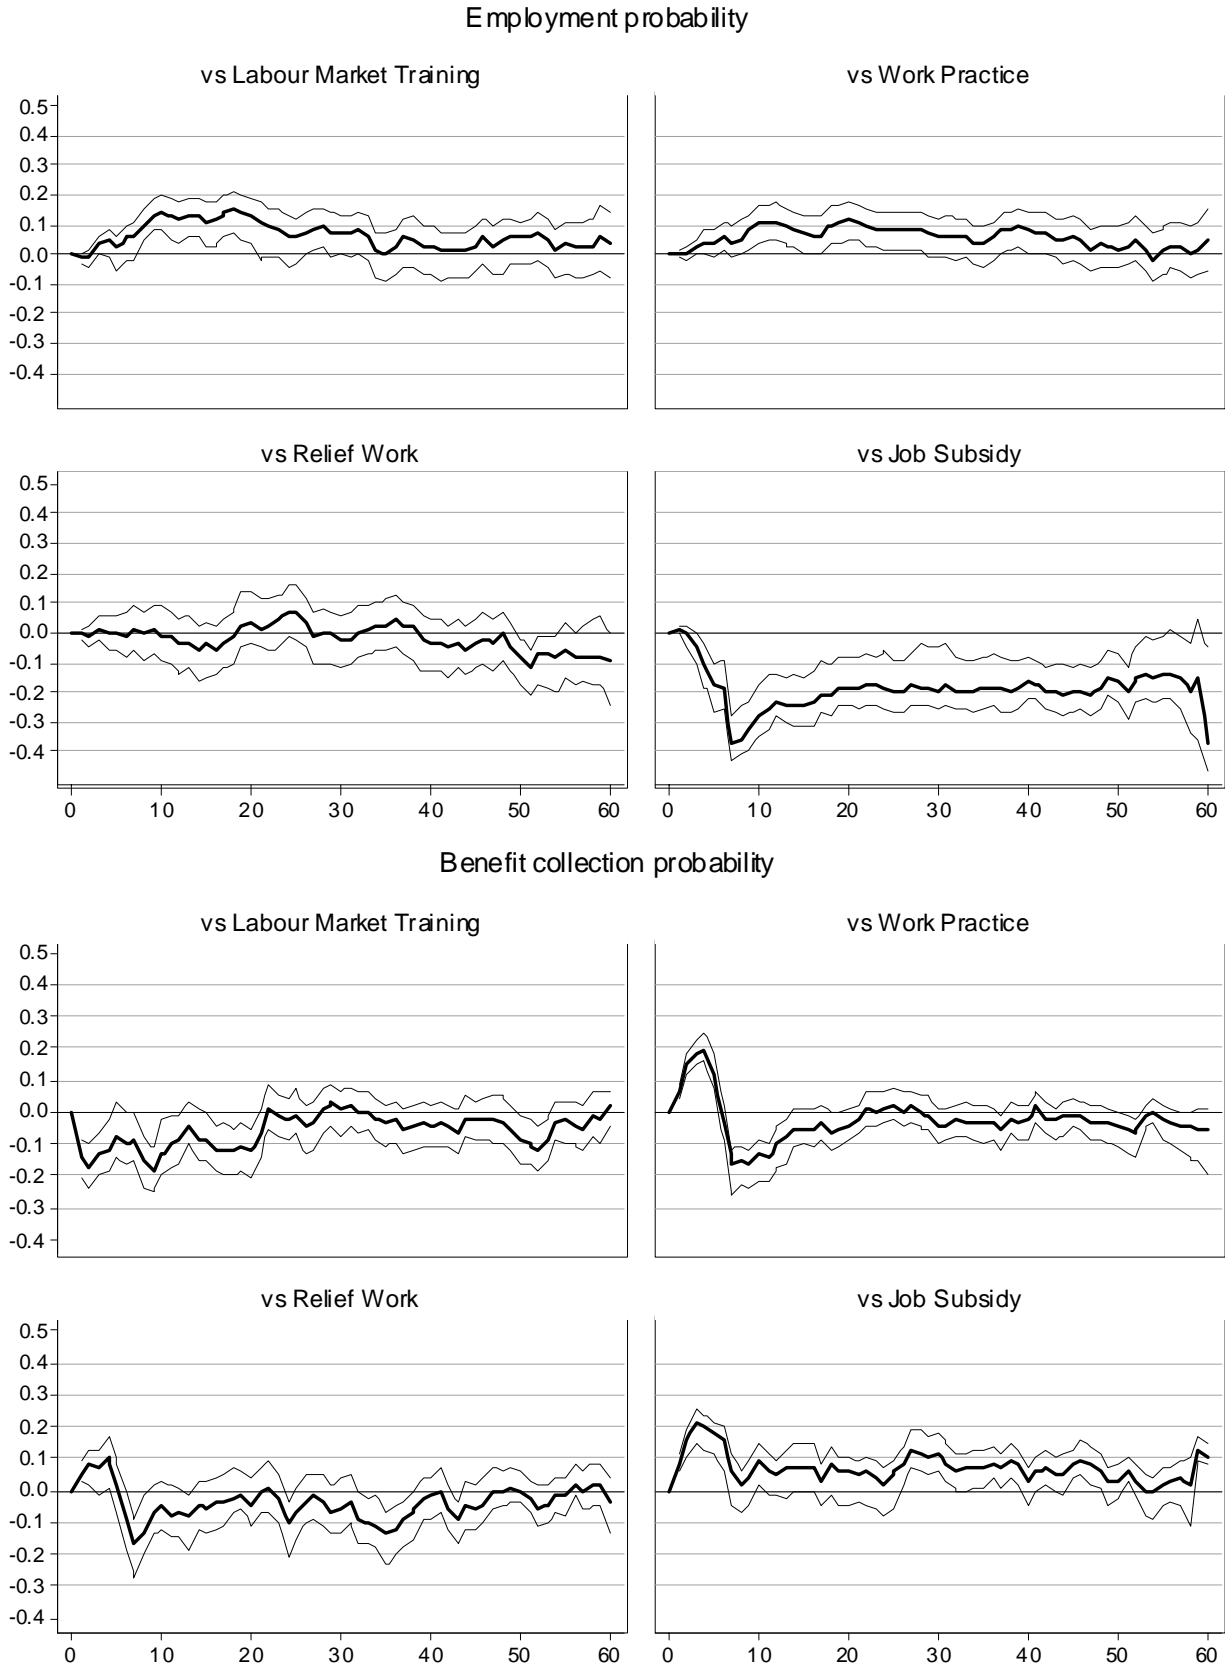 Employment probability
vs Labour Market Training
vs Work Practice
0.5
0.4
0.3
0.2
0.1
0.0
-0.1
-0.2
-0.3
-0.4
vs Relief Work
vs Job Subsidy
0.5
0.4
0.3
0.2
0.1
0.0
-0.1
-0.2
-0.3
-0.4
0 10 20 30 40 50 60
0 10 20 30 40 50 60
Benefit collection probability
vs Labour Market Training
vs Work Practice
0.5
0.4
0.3
0.2
0.1
0.0
-0.1
-0.2
-0.3
-0.4
vs Relief Work
vs Job Subsidy
0.5
0.4
0.3
0.2
0.1
0.0
-0.1
-0.2
-0.3
-0.4
0 10 20 30 40 50 60
0 10 20 30 40 50 60